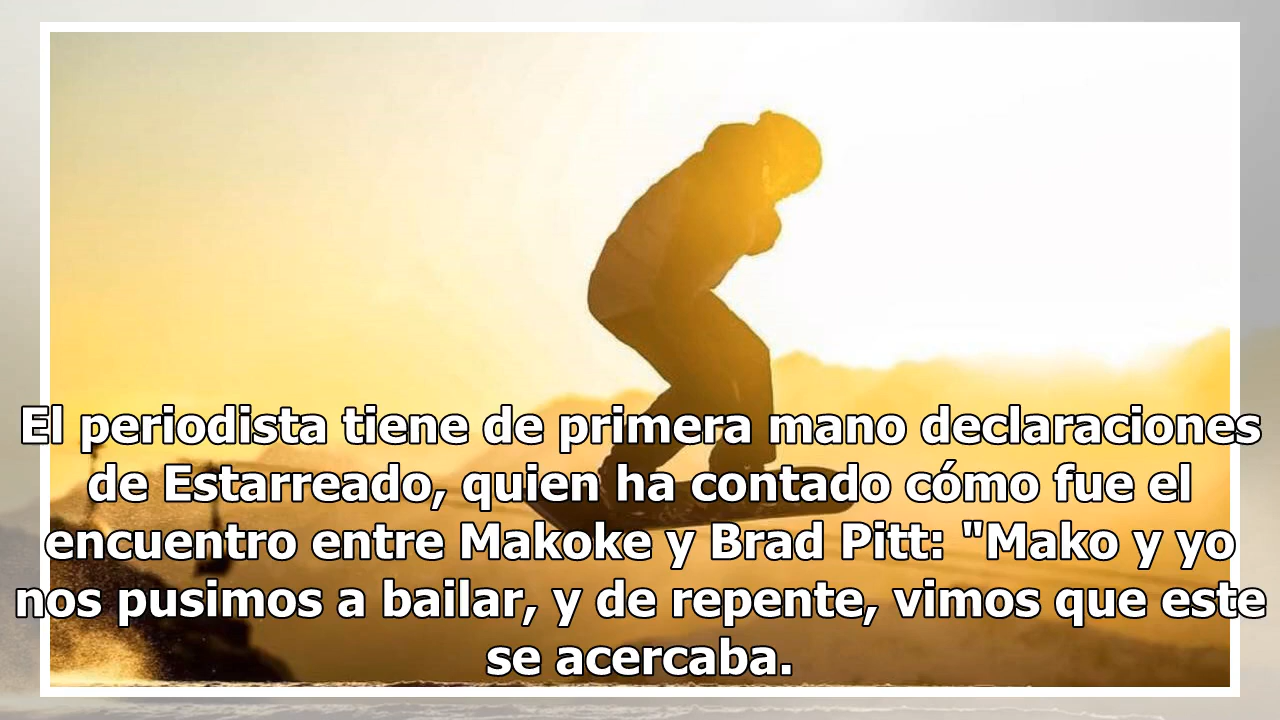 El periodista tiene de primera mano declaraciones
de Estarreado, quien ha contado cómo fue el
encuentro entre Makoke y Brad Pitt: "Mako y yo
nos pusimos a bailar, y de repente, vimos que este
se acercaba.